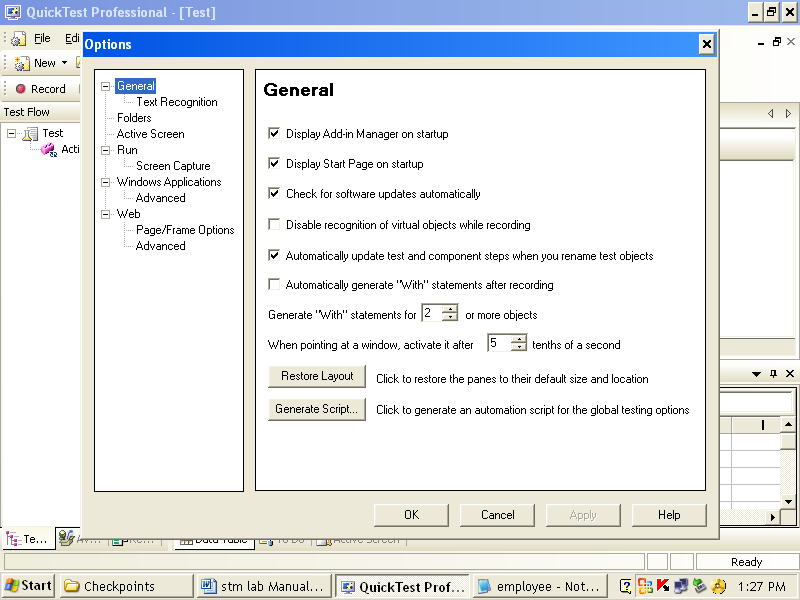 QuickTest Professional - [Test]
File Edi
New
Record
Test Flow
Test
Acti
Options
General
Text Recognition
Folders
Active Screen
Run
Screen Capture
Windows Applications
Advanced
Web
Page/Frame Options
Advanced
General
Display Add-in Manager on startup
Display Start Page on startup
Check for software updates automatically
Disable recognition of virtual objects while recording
Automatically update test and component steps when you rename test objects
Automatically generate "With" statements after recording
Generate "With" statements for 2 or more objects
When pointing at a window, activate it after 5 tenths of a second
Restore Layout Click to restore the panes to their default size and location
Generate Script... Click to generate an automation script for the global testing options
OK Cancel Apply Help
I
Te... Data Table To Do Active Screen
Ready
Start Checkpoints stm lab Manual... QuickTest Prof... employee - Not... 1:27 PM